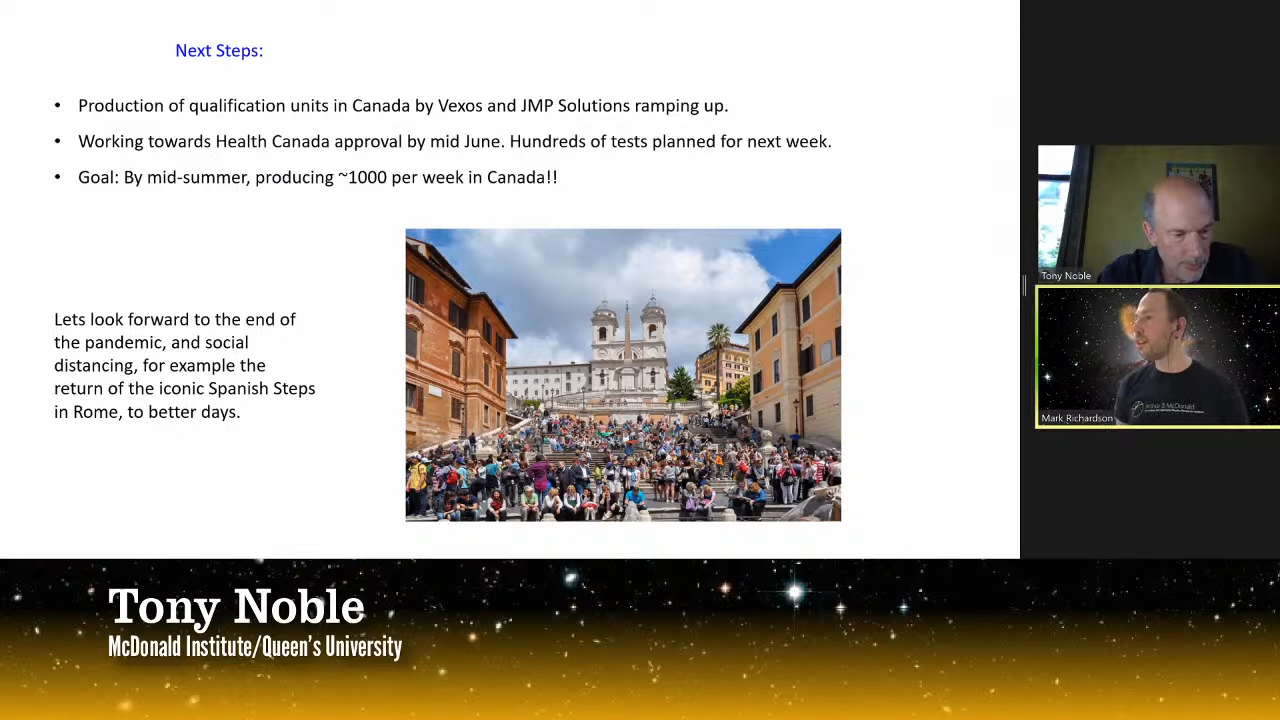 Next Steps:
• Production of qualification units in Canada by Vexos and JMP Solutions ramping up.
• Working towards Health Canada approval by mid June. Hundreds of tests planned for next week.
• Goal: By mid-summer, producing ~1000 per week in Canada!!
Lets look forward to the end of
the pandemic, and social
distancing, for example the
return of the iconic Spanish Steps
in Rome, to better days.
Tony Noble
Arthur B. McDonald
Mark Richardson
Tony Noble
McDonald Institute/Queen's University